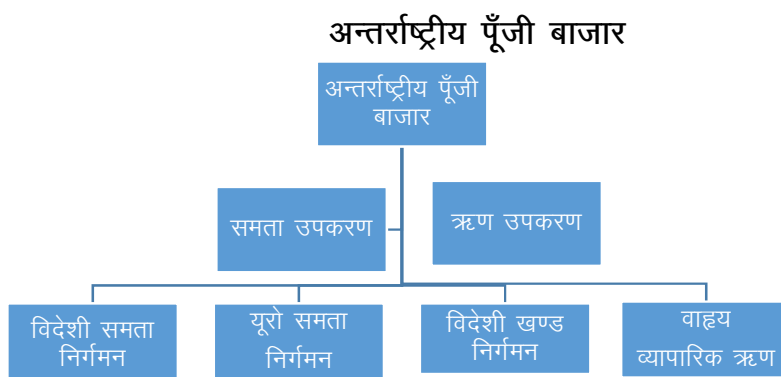 अन्तर्राष्ट्रीय पूँजी बाजार
अन्तर्राष्ट्रीय पूँजी
बाजार
समता उपकरण
ऋण उपकरण
विदेशी समता
निर्गमन
यूरो समता
निर्गमन
विदेशी खण्ड
निर्गमन
वाहृय
व्यापारिक ऋण